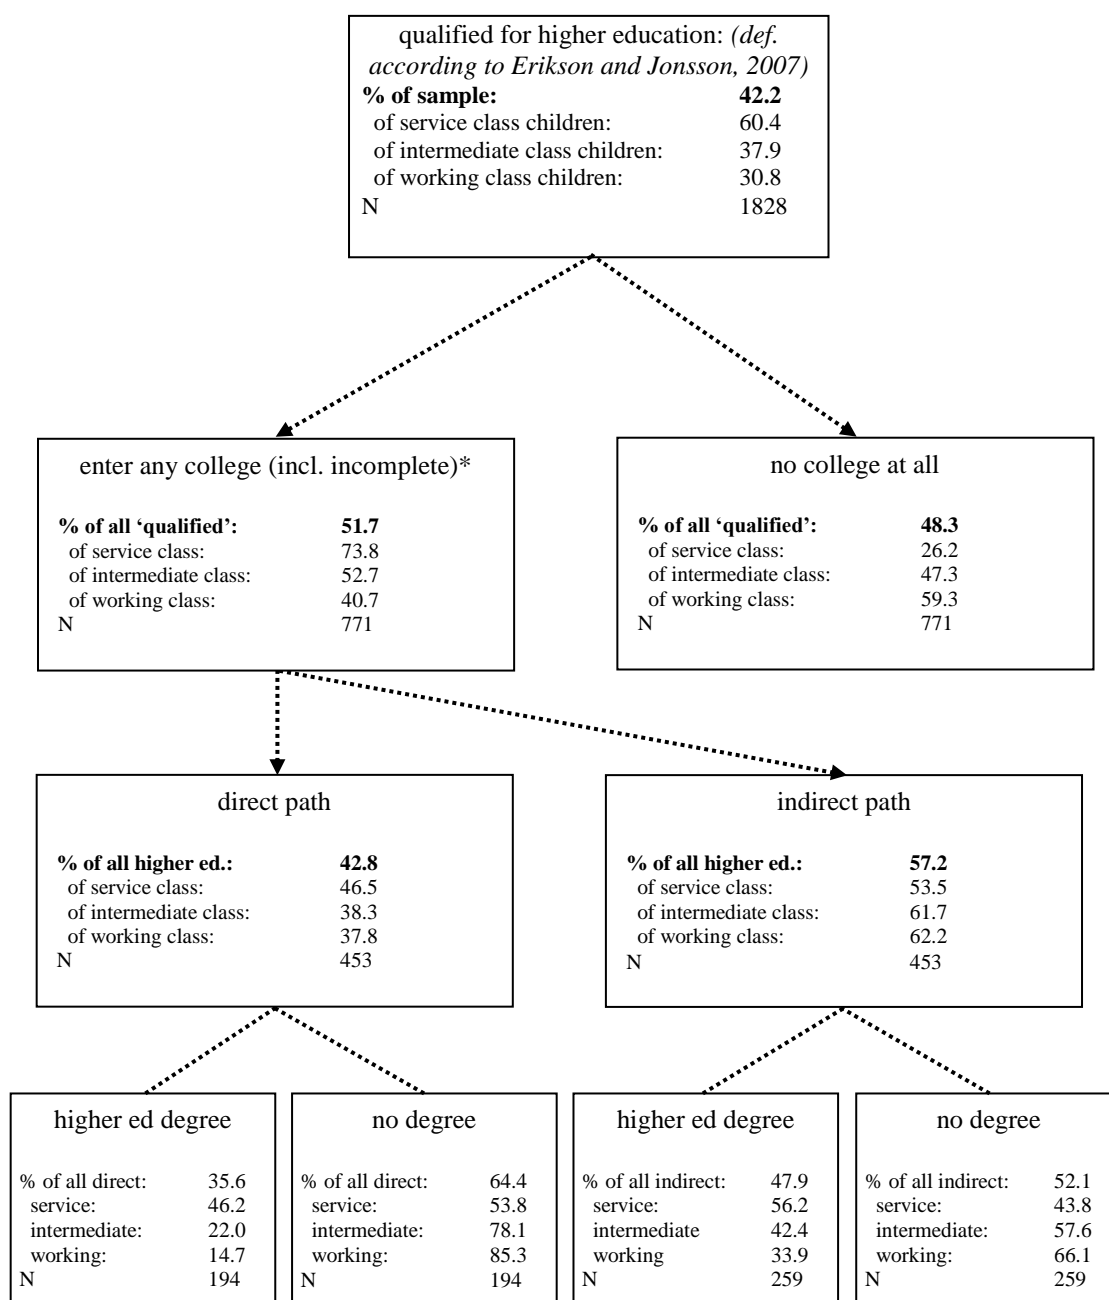 qualified for higher education: (def.
according to Erikson and Jonsson, 2007)
% of sample: 42.2
of service class children: 60.4
of intermediate class children: 37.9
of working class children: 30.8
N 1828
enter any college (incl. incomplete)*
% of all ‘qualified’: 51.7
of service class: 73.8
of intermediate class: 52.7
of working class: 40.7
N 771
no college at all
% of all ‘qualified’: 48.3
of service class: 26.2
of intermediate class: 47.3
of working class: 59.3
N 771
direct path
% of all higher ed.: 42.8
of service class: 46.5
of intermediate class: 38.3
of working class: 37.8
N 453
indirect path
% of all higher ed.: 57.2
of service class: 53.5
of intermediate class: 61.7
of working class: 62.2
N 453
higher ed degree
% of all direct: 35.6
service: 46.2
intermediate: 22.0
working: 14.7
N 194
no degree
% of all direct: 64.4
service: 53.8
intermediate: 78.1
working: 85.3
N 194
higher ed degree
% of all indirect: 47.9
service: 56.2
intermediate 42.4
working 33.9
N 259
no degree
% of all indirect: 52.1
service: 43.8
intermediate: 57.6
working: 66.1
N 259